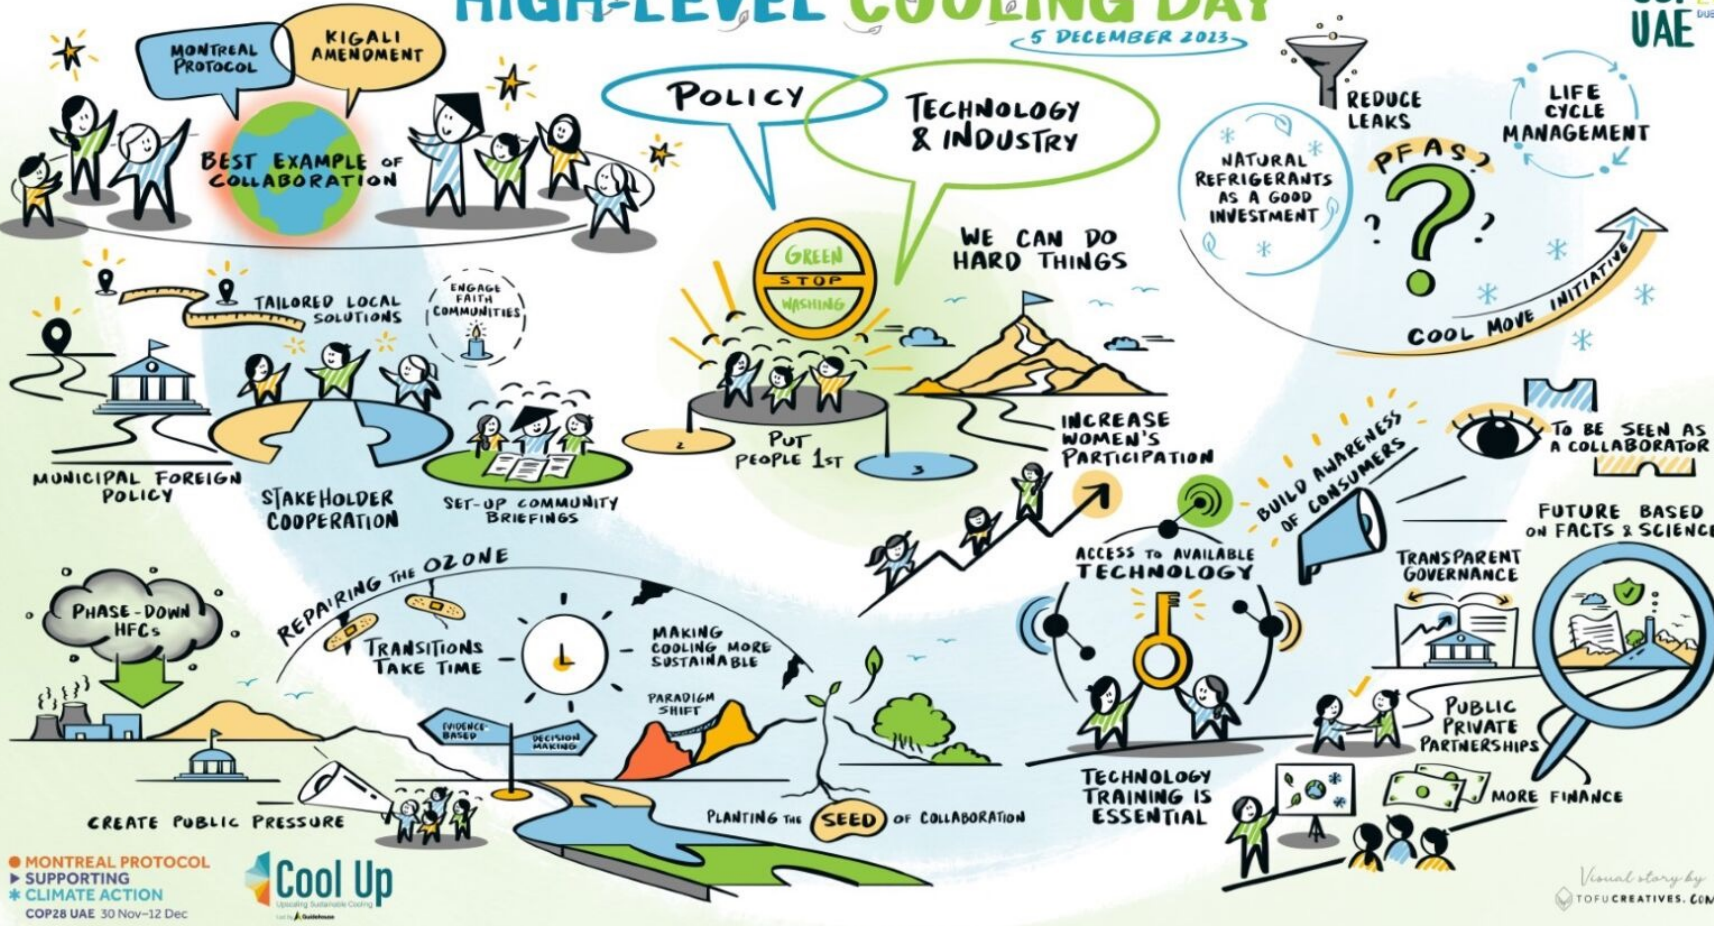 HIGH-LEVEL COOLING DAY
5 DECEMBER 2023
UAE
MONTREAL
PROTOCOL
KIGALI
AMENDMENT
BEST EXAMPLE OF
COLLABORATION
POLICY
TECHNOLOGY
& INDUSTRY
REDUCE
LEAKS
LIFE
CYCLE
MANAGEMENT
NATURAL
REFRIGERANTS
AS A GOOD
INVESTMENT
PFAS?
?
? ?
COOL MOVE INITIATIVE
GREEN
STOP
WASHING
WE CAN DO
HARD THINGS
TAILORED LOCAL
SOLUTIONS
ENGAGE
FAITH
COMMUNITIES
MUNICIPAL FOREIGN
POLICY
STAKEHOLDER
COOPERATION
SET-UP COMMUNITY
BRIEFINGS
2
PUT
PEOPLE 1ST
3
INCREASE
WOMEN'S
PARTICIPATION
BUILD AWARENESS
OF CONSUMERS
TO BE SEEN AS
A COLLABORATOR
FUTURE BASED
ON FACTS & SCIENCE
ACCESS TO AVAILABLE
TECHNOLOGY
TRANSPARENT
GOVERNANCE
PHASE-DOWN
HFCs
REPAIRING THE OZONE
TRANSITIONS
TAKE TIME
MAKING
COOLING MORE
SUSTAINABLE
PARADIGM
SHIFT
EVIDENCE-
BASED
DECISION
MAKING
PUBLIC
PRIVATE
PARTNERSHIPS
CREATE PUBLIC PRESSURE
PLANTING THE SEED OF COLLABORATION
TECHNOLOGY
TRAINING IS
ESSENTIAL
MORE FINANCE
MONTREAL PROTOCOL
SUPPORTING
CLIMATE ACTION
COP28 UAE 30 Nov–12 Dec
Cool Up
Upscaling Sustainable Cooling
Led by Guidehouse
Visual story by
TOFUCREATIVES.COM